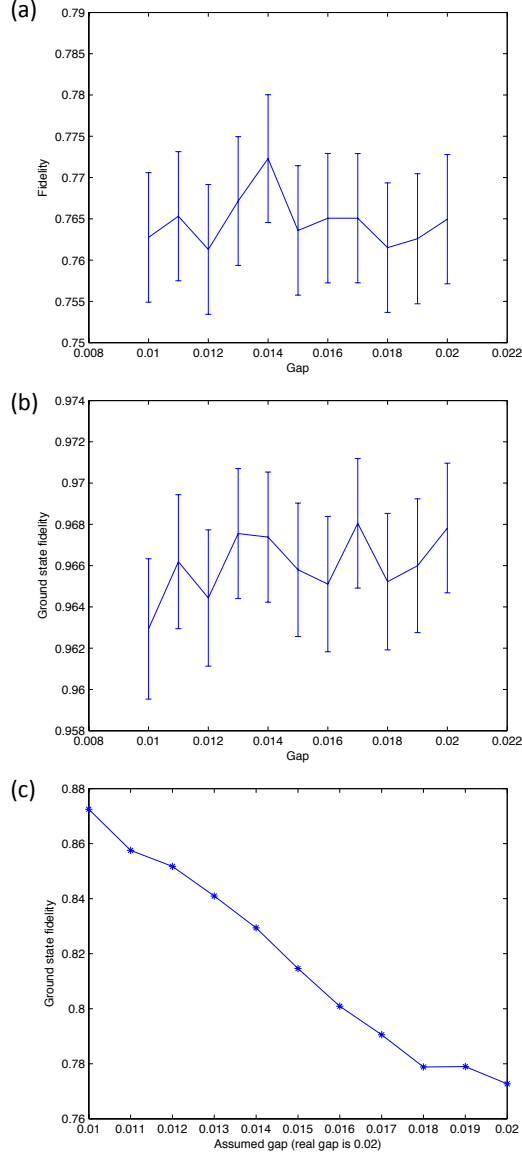 (a)
0.79
0.785
0.78
0.775
0.77
0.765
0.76
0.755
0.75
Fidelity
0.008 0.01 0.012 0.014 0.016 0.018 0.02 0.022
Gap
(b)
0.974
0.972
0.97
0.968
0.966
0.964
0.962
0.96
0.958
Ground state fidelity
0.008 0.01 0.012 0.014 0.016 0.018 0.02 0.022
Gap
(c)
0.88
0.86
0.84
0.82
0.8
0.78
0.76
Ground state fidelity
0.01 0.011 0.012 0.013 0.014 0.015 0.016 0.017 0.018 0.019 0.02
Assumed gap (real gap is 0.02)